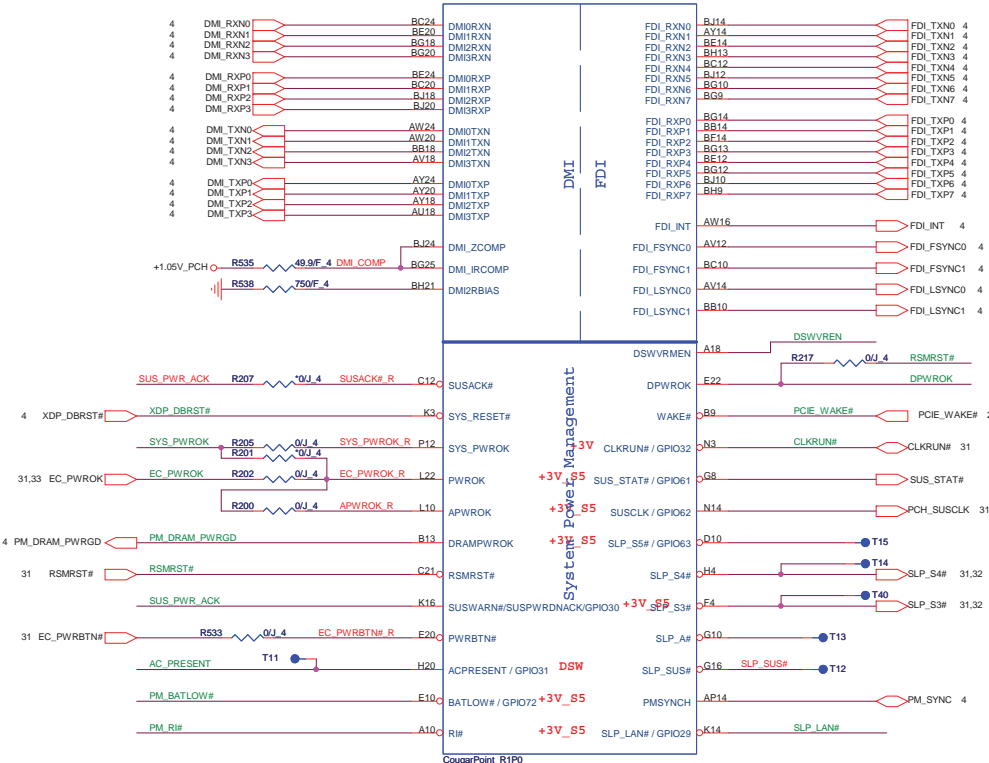 4 DMI_RXN0 BC24 DMI0RXN FDI_RXN0 BJ14 FDI_TXN0 4
4 DMI_RXN1 BE20 DMI1RXN FDI_RXN1 AY14 FDI_TXN1 4
4 DMI_RXN2 BG18 DMI2RXN FDI_RXN2 BE14 FDI_TXN2 4
4 DMI_RXN3 BG20 DMI3RXN FDI_RXN3 BH13 FDI_TXN3 4
FDI_RXN4 BC12 FDI_TXN4 4
4 DMI_RXP0 BE24 DMI0RXP FDI_RXN5 BJ12 FDI_TXN5 4
4 DMI_RXP1 BC20 DMI1RXP FDI_RXN6 BG10 FDI_TXN6 4
4 DMI_RXP2 BJ18 DMI2RXP FDI_RXN7 BG9 FDI_TXN7 4
4 DMI_RXP3 BJ20 DMI3RXP
FDI_RXP0 BG14 FDI_TXP0 4
4 DMI_TXN0 AW24 DMI0TXN FDI_RXP1 BB14 FDI_TXP1 4
4 DMI_TXN1 AW20 DMI1TXN FDI_RXP2 BF14 FDI_TXP2 4
4 DMI_TXN2 BB18 DMI2TXN FDI_RXP3 BG13 FDI_TXP3 4
4 DMI_TXN3 AV18 DMI3TXN FDI_RXP4 BE12 FDI_TXP4 4
FDI_RXP5 BG12 FDI_TXP5 4
4 DMI_TXP0 AY24 DMI0TXP FDI_RXP6 BJ10 FDI_TXP6 4
4 DMI_TXP1 AY20 DMI1TXP FDI_RXP7 BH9 FDI_TXP7 4
4 DMI_TXP2 AY18 DMI2TXP
4 DMI_TXP3 AU18 DMI3TXP
DMI
FDI
FDI_INT AW16 FDI_INT 4
BJ24 DMI_ZCOMP FDI_FSYNC0 AV12 FDI_FSYNC0 4
+1.05V_PCH R535 49.9/F_4 DMI_COMP BG25 DMI_IRCOMP FDI_FSYNC1 BC10 FDI_FSYNC1 4
R538 750/F_4 BH21 DMI2RBIAS FDI_LSYNC0 AV14 FDI_LSYNC0 4
FDI_LSYNC1 BB10 FDI_LSYNC1 4
System Power Management
DSWVRMEN A18 DSWVREN
R217 0/J_4 RSMRST#
SUS_PWR_ACK R207 *0/J_4 SUSACK#_R C12 SUSACK# DPWROK E22 DPWROK
4 XDP_DBRST# XDP_DBRST# K3 SYS_RESET# WAKE# B9 PCIE_WAKE# PCIE_WAKE#
SYS_PWROK R205 0/J_4 SYS_PWROK_R P12 SYS_PWROK +3V CLKRUN# / GPIO32 N3 CLKRUN# CLKRUN# 31
R201 *0/J_4
31,33 EC_PWROK EC_PWROK R202 0/J_4 EC_PWROK_R L22 PWROK +3V_S5 SUS_STAT# / GPIO61 G8 SUS_STAT#
R200 0/J_4 APWROK_R L10 APWROK +3V_S5 SUSCLK / GPIO62 N14 PCH_SUSCLK 31
4 PM_DRAM_PWRGD PM_DRAM_PWRGD B13 DRAMPWROK +3V_S5 SLP_S5# / GPIO63 D10 T15
T14
31 RSMRST# RSMRST# C21 RSMRST# SLP_S4# H4 SLP_S4# 31,32
T40
SUS_PWR_ACK K16 SUSWARN#/SUSPWRDNACK/GPIO30 +3V_S5 SLP_S3# F4 SLP_S3# 31,32
31 EC_PWRBTN# R533 0/J_4 EC_PWRBTN#_R E20 PWRBTN# SLP_A# G10 T13
T11
AC_PRESENT H20 ACPRESENT / GPIO31 DSW SLP_SUS# G16 SLP_SUS# T12
PM_BATLOW# E10 BATLOW# / GPIO72 +3V_S5 PMSYNCH AP14 PM_SYNC 4
PM_RI# A10 RI# +3V_S5 SLP_LAN# / GPIO29 K14 SLP_LAN#
CougarPoint_R1P0